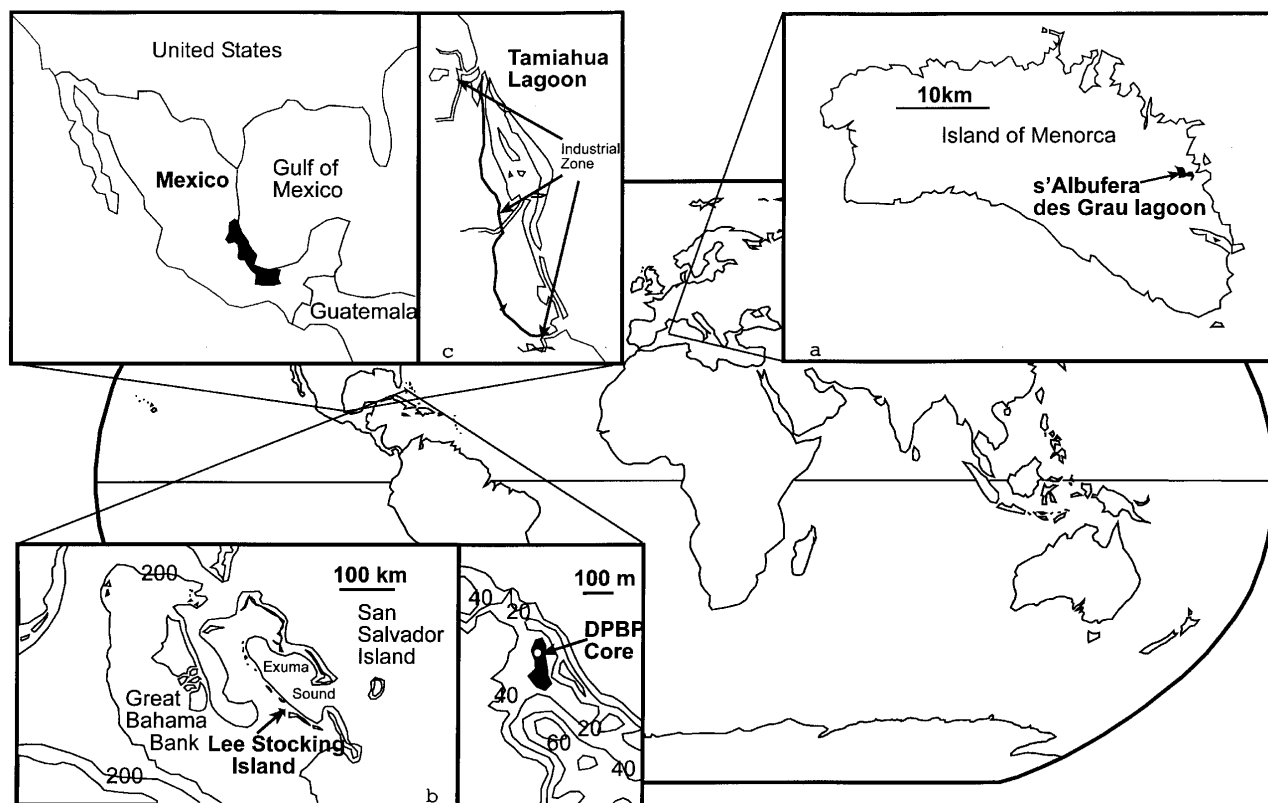 United States
Mexico
Gulf of
Mexico
Guatemala
Tamiahua
Lagoon
Industrial
Zone
c
10km
Island of Menorca
s'Albufera
des Grau lagoon
a
200
100 km
San
Salvador
Island
Exuma
Sound
Great
Bahama
Bank
Lee Stocking
Island
200
b
100 m
40
20
DPBP
Core
40
20
60
40